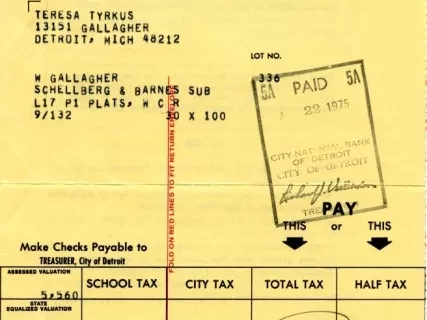 TERESA TYRKUS
13151 GALLAGHER
DETROIT, MICH 48212
LOT NO.
W GALLAGHER 336
SCHELLBERG & BARNES SUB
L17 P1 PLATS, W C R
9/132 30 X 100
5A PAID 5A
22 1975
CITY NATIONAL BANK
OF DETROIT
CITY OF DETROIT
FOLD ON RED LINES TO FIT RETURN ENVELOPE
PAY
THIS or THIS
Make Checks Payable to
TREASURER, City of Detroit
ASSESSED VALUATION
SCHOOL TAX CITY TAX TOTAL TAX HALF TAX
5,560
STATE
EQUALIZED VALUATION